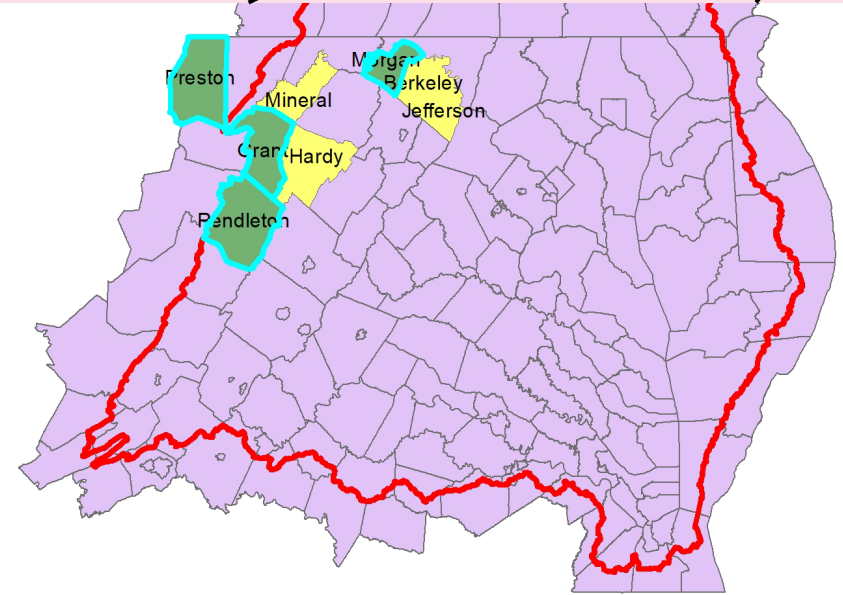 Morgan
Preston
Berkeley
Mineral
Jefferson
Grant
Hardy
Pendleton